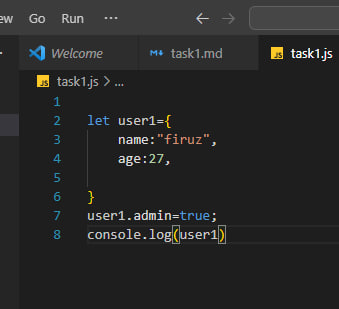 ew Go Run ··· ← →
Welcome task1.md JS task1.js
JS task1.js > ...
1
2 let user1={
3 name:"firuz",
4 age:27,
5
6 }
7 user1.admin=true;
8 console.log(user1)